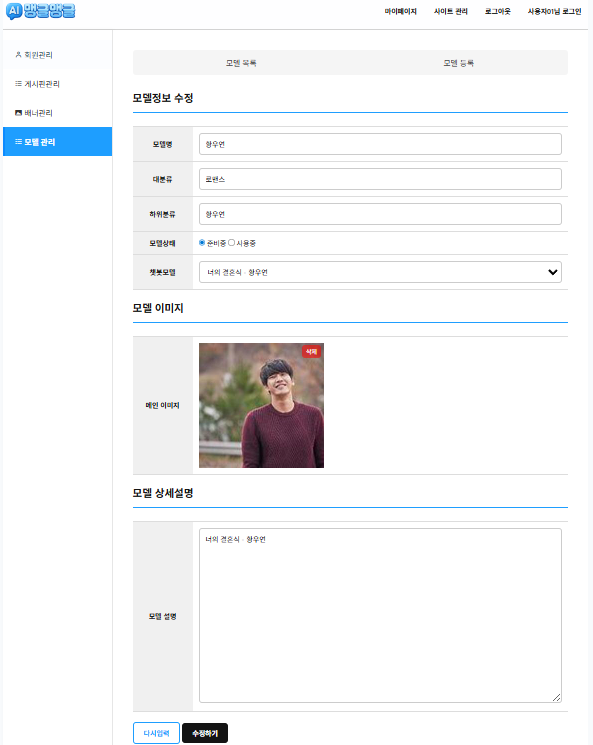 AI 맹글맹글
마이페이지 사이트 관리 로그아웃 사용자01님 로그인
회원관리
게시판관리
배너관리
모델 관리
모델 목록 모델 등록
모델정보 수정
모델명 향우연
대분류 로맨스
하위분류 향우연
모델상태 준비중 사용중
챗봇모델 너의 결혼식 - 향우연
모델 이미지
메인 이미지 삭제
모델 상세설명
모델 설명 너의 결혼식 - 향우연
다시입력 수정하기